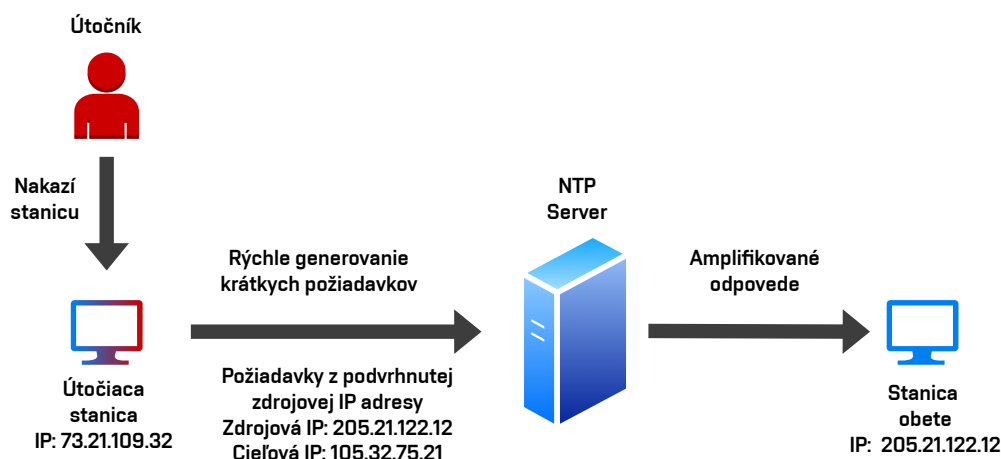 Útočník
Nakazí
stanicu
Útočiaca
stanica
IP: 73.21.109.32
Rýchle generovanie
krátkych požiadavkov
Požiadavky z podvrhnutej
zdrojovej IP adresy
Zdrojová IP: 205.21.122.12
Cieľová IP: 105.32.75.21
NTP
Server
Amplifikované
odpovede
Stanica
obete
IP: 205.21.122.12